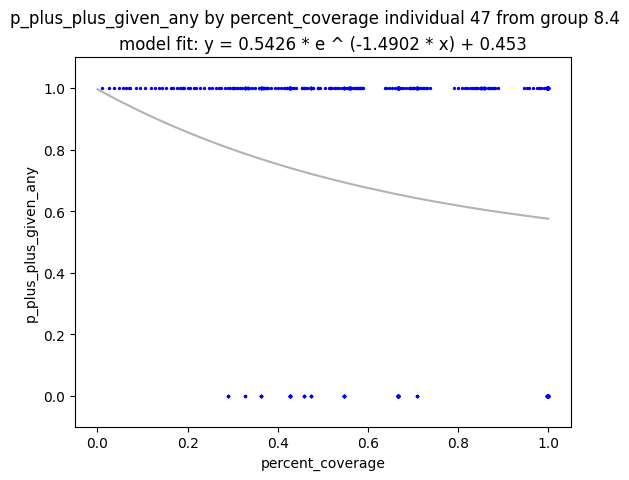 p_plus_plus_given_any by percent_coverage individual 47 from group 8.4
model fit: y = 0.5426 * e ^ (-1.4902 * x) + 0.453
1.0
0.8
0.6
0.4
0.2
0.0
p_plus_plus_given_any
0.0 0.2 0.4 0.6 0.8 1.0
percent_coverage